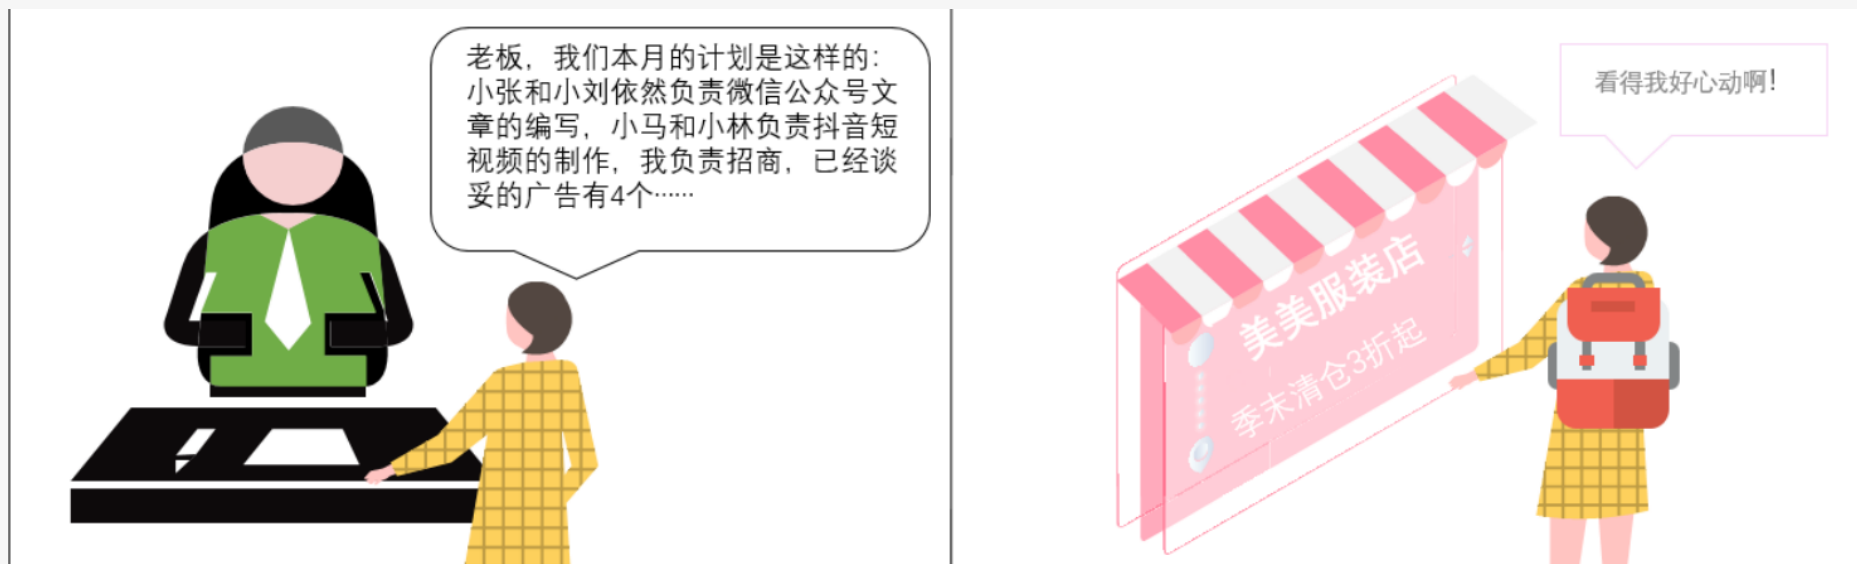 老板，我们本月的计划是这样的：
小张和小刘依然负责微信公众号文
章的编写，小马和小林负责抖音短
视频的制作，我负责招商，已经谈
妥的广告有4个……
看得我好心动啊!
美美服装店
季末清仓3折起